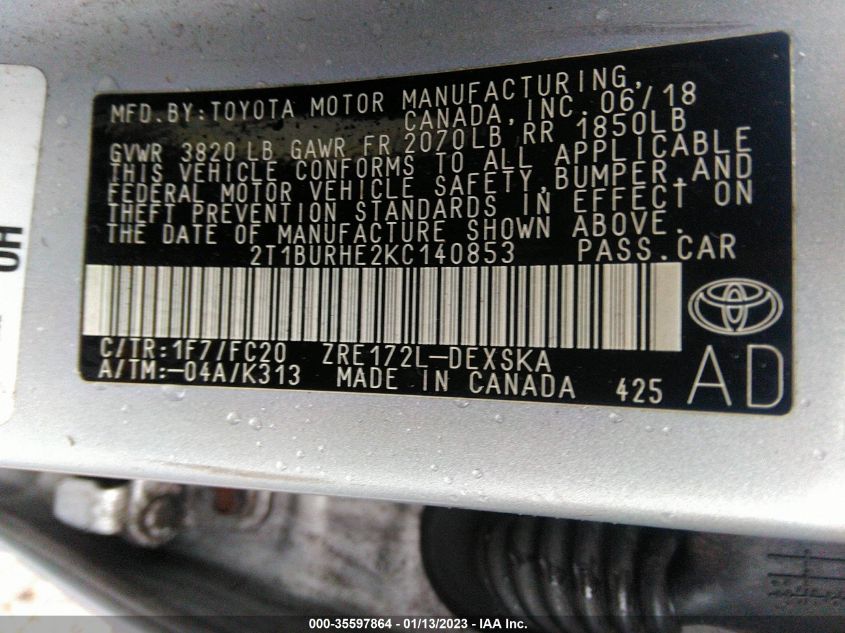 MFD.BY:TOYOTA MOTOR MANUFACTURING,
CANADA,INC. 06/18
GVWR 3820 LB GAWR FR 2070LB RR 1850LB
THIS VEHICLE CONFORMS TO ALL APPLICABLE
FEDERAL MOTOR VEHICLE SAFETY,BUMPER,AND
THEFT PREVENTION STANDARDS IN EFFECT ON
THE DATE OF MANUFACTURE SHOWN ABOVE.
2T1BURHE2KC140853 PASS.CAR
C/TR:1F7/FC20 ZRE172L-DEXSKA
A/TM:-04A/K313 MADE IN CANADA 425 AD
HO
000-35597864 / 01/13/2023 - IAA Inc.